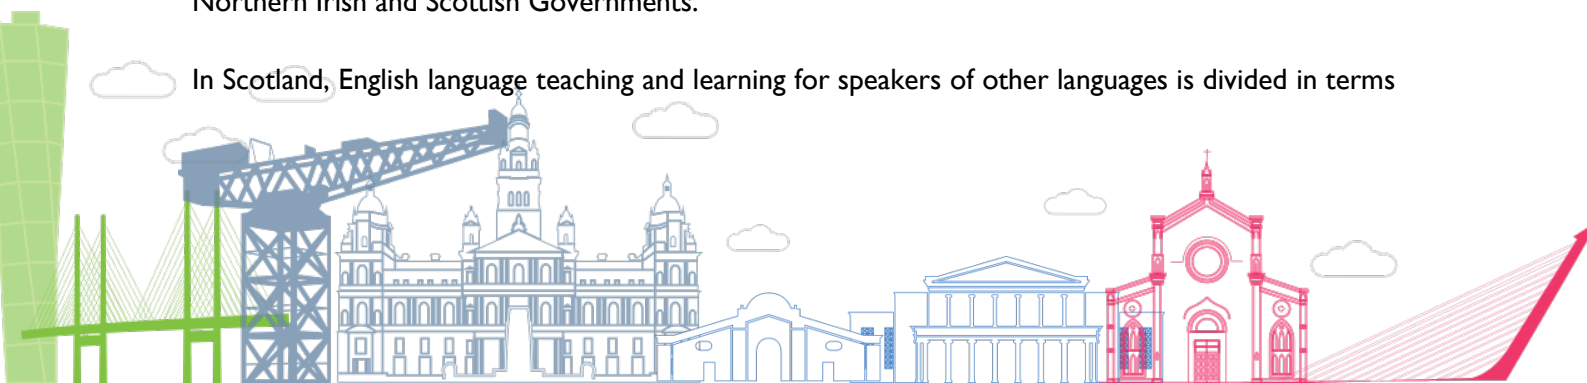 Northern Irish and Scottish Governments.
In Scotland, English language teaching and learning for speakers of other languages is divided in terms